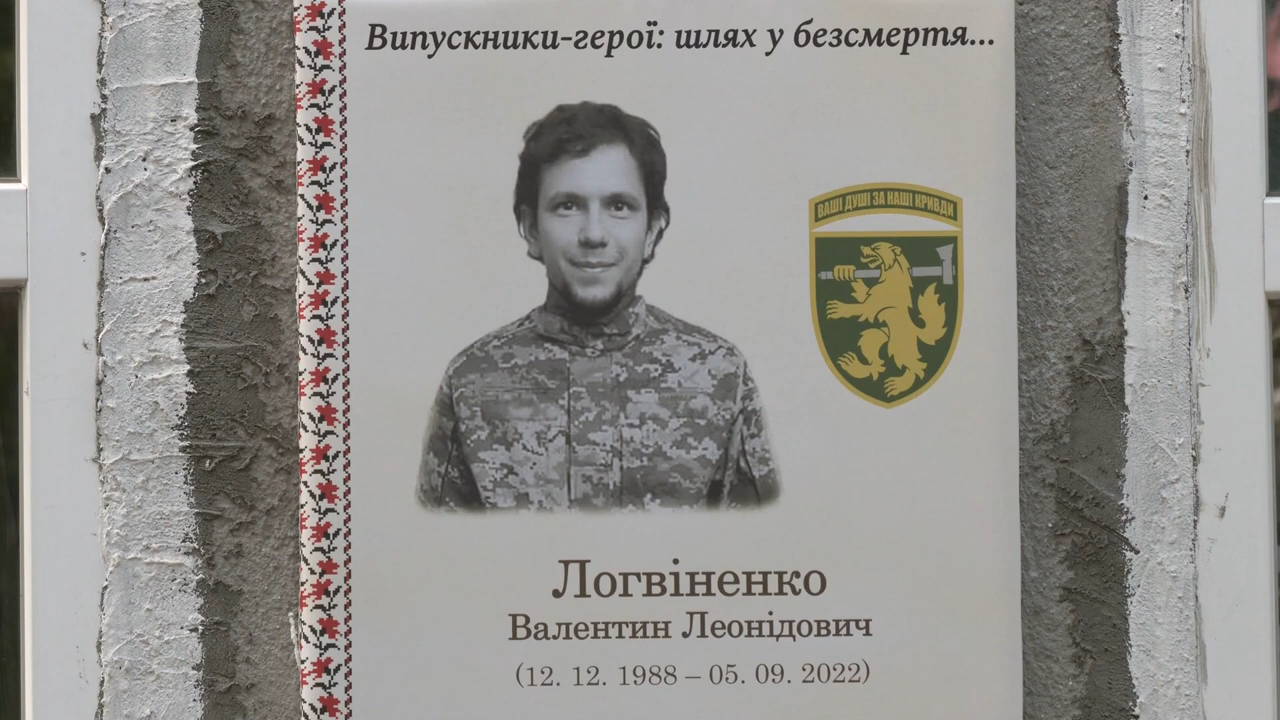 Випускники-герої: шлях у безсмертя...
ВАШІ ДУШІ ЗА НАШІ КРИВДИ
Логвіненко
Валентин Леонідович
(12. 12. 1988 – 05. 09. 2022)